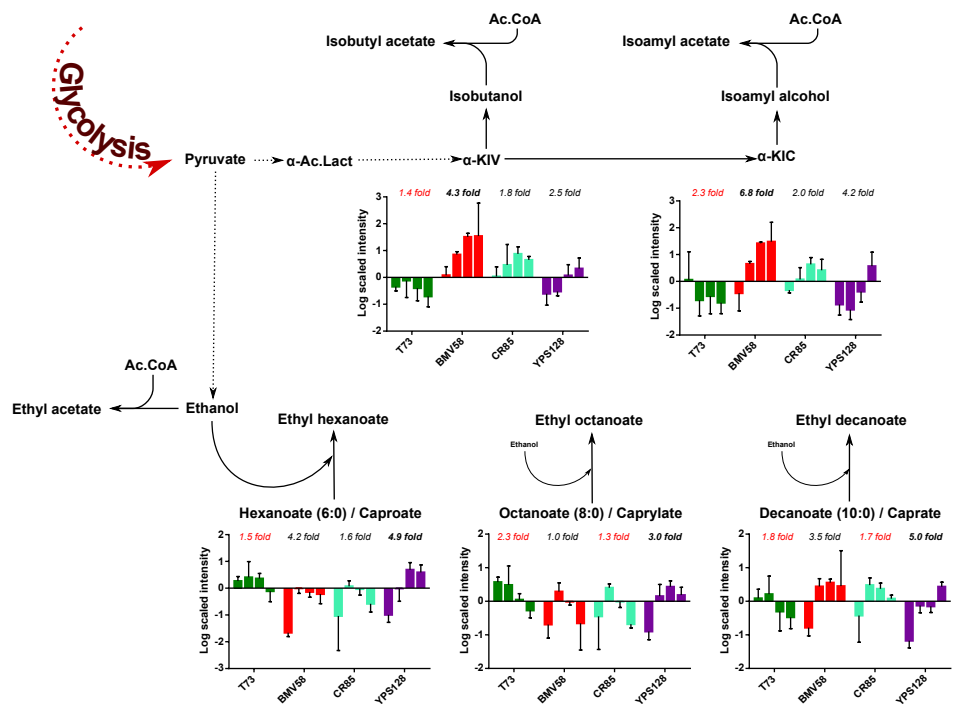 Glycolysis
Ac.CoA
Ac.CoA
Isobutyl acetate
Isoamyl acetate
Isobutanol
Isoamyl alcohol
Pyruvate
α-Ac.Lact
α-KIV
α-KIC
1.4 fold 4.3 fold 1.8 fold 2.5 fold
Log scaled intensity
3
2
1
0
-1
-2
T73
BMV58
CR85
YPS128
2.3 fold 6.8 fold 2.0 fold 4.2 fold
Log scaled intensity
3
2
1
0
-1
-2
T73
BMV58
CR85
YPS128
Ac.CoA
Ethyl acetate
Ethanol
Ethyl hexanoate
Ethyl octanoate
Ethyl decanoate
Ethanol
Ethanol
Hexanoate (6:0) / Caproate
1.5 fold 4.2 fold 1.6 fold 4.9 fold
Log scaled intensity
2
1
0
-1
-2
-3
T73
BMV58
CR85
YPS128
Octanoate (8:0) / Caprylate
2.3 fold 1.0 fold 1.3 fold 3.0 fold
Log scaled intensity
2
1
0
-1
-2
T73
BMV58
CR85
YPS128
Decanoate (10:0) / Caprate
1.8 fold 3.5 fold 1.7 fold 5.0 fold
Log scaled intensity
2
1
0
-1
-2
T73
BMV58
CR85
YPS128